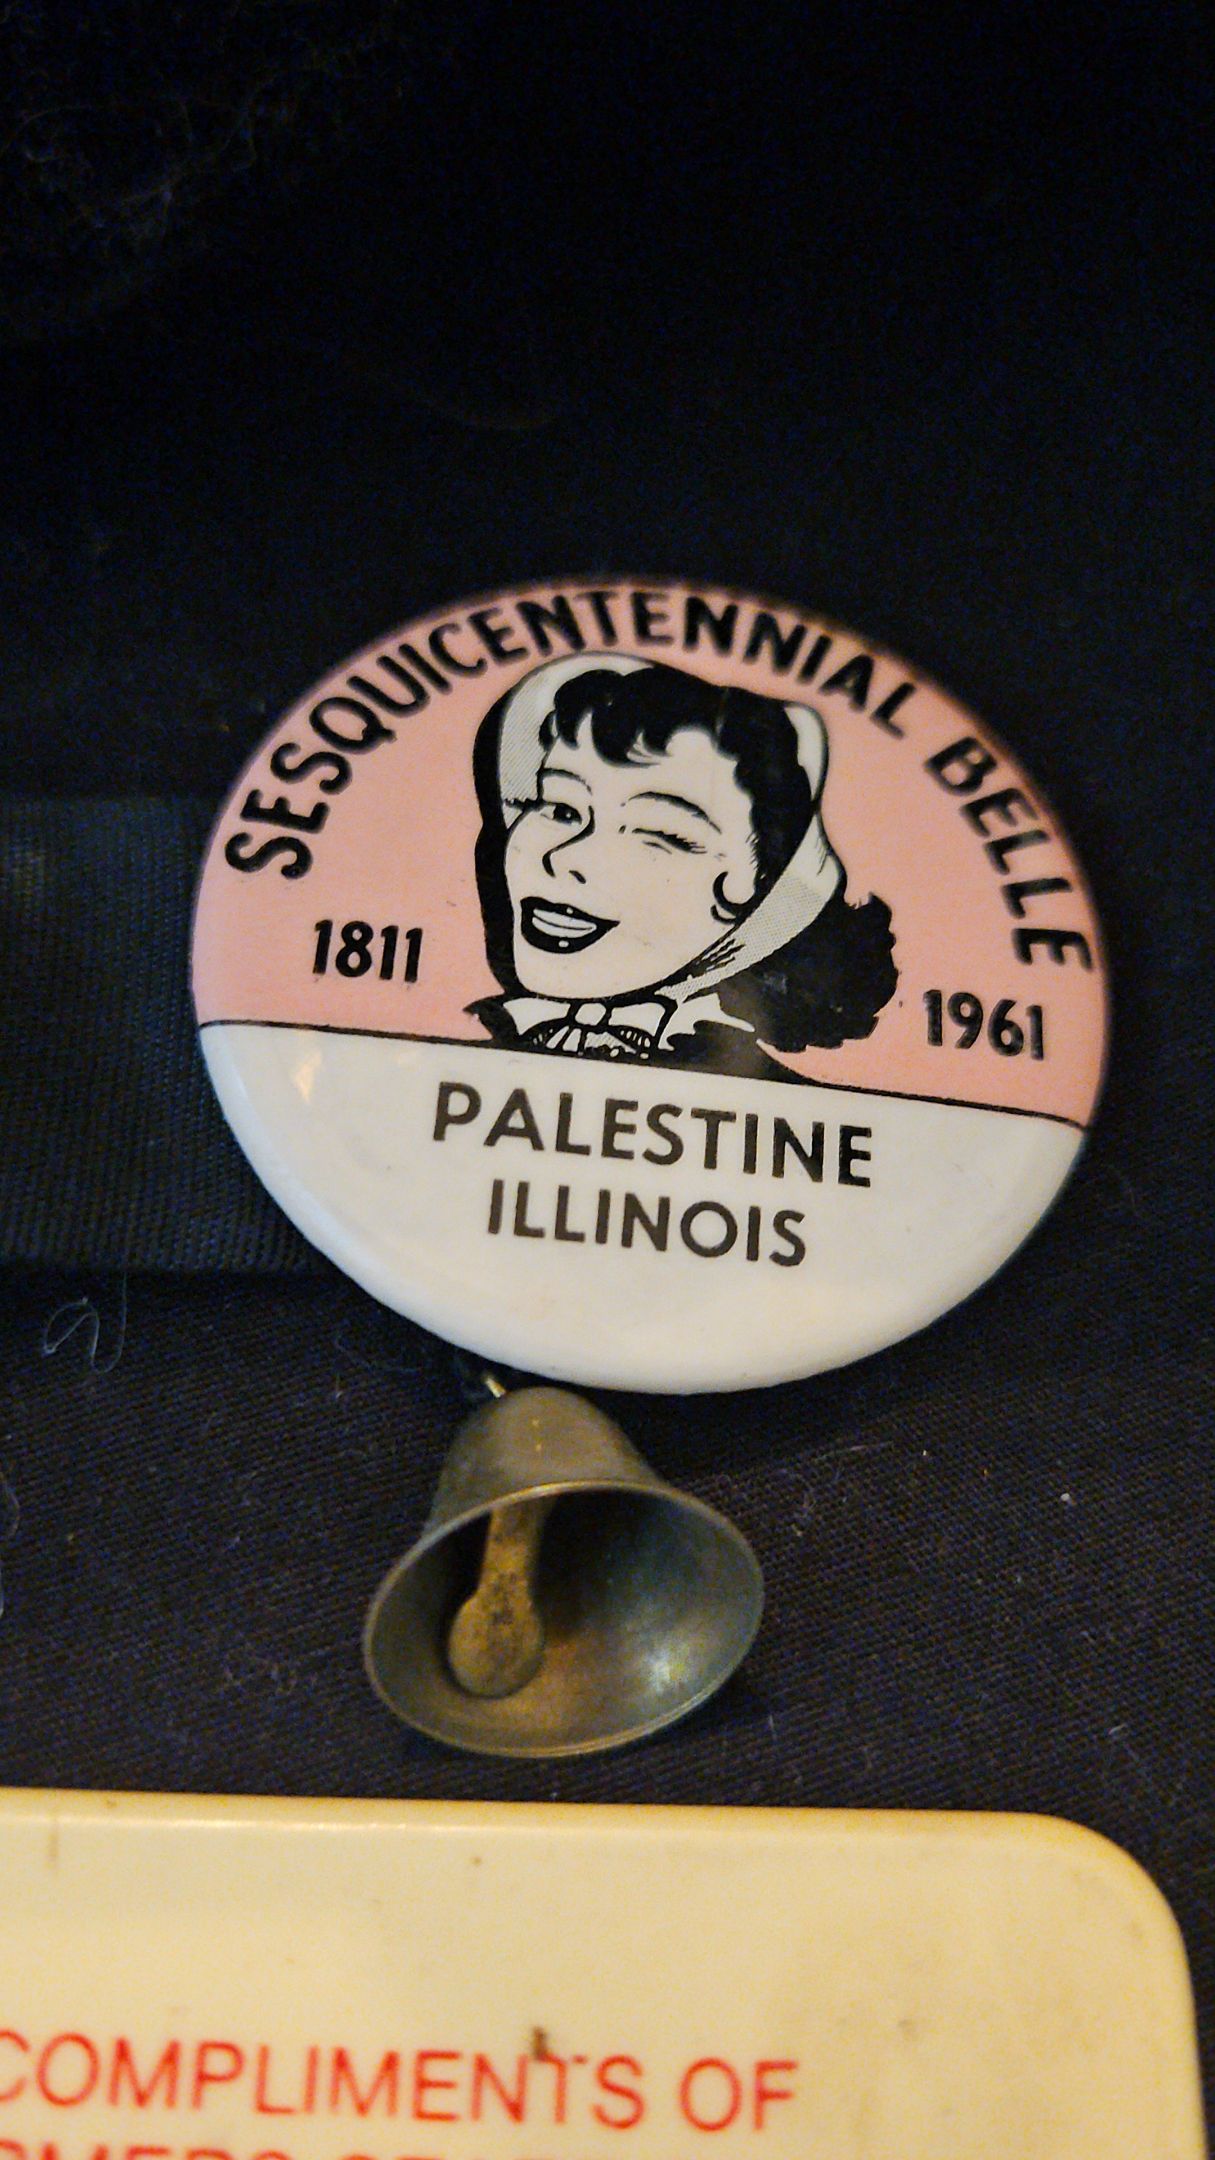 SESQUICENTENNIAL BELLE
1811
1961
PALESTINE
ILLINOIS
COMPLIMENTS OF